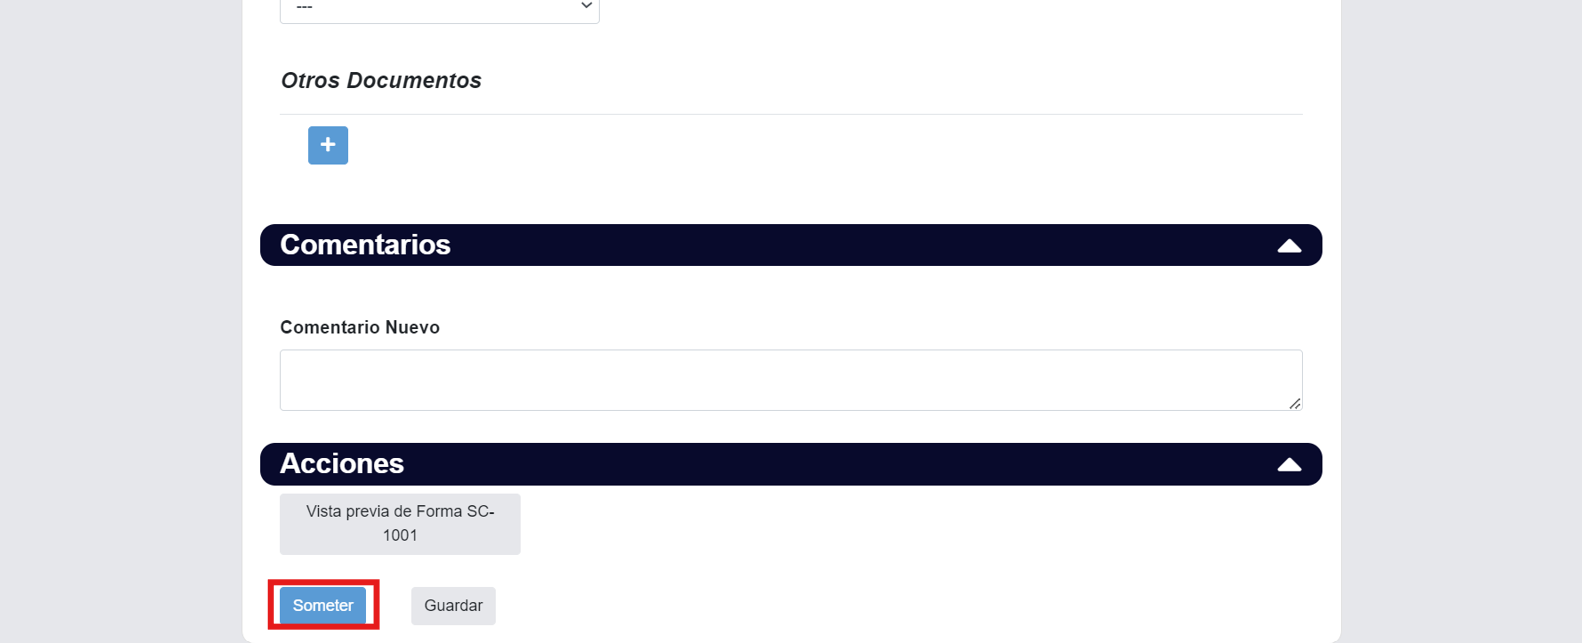 ---
Otros Documentos
+
Comentarios
Comentario Nuevo
Acciones
Vista previa de Forma SC-
1001
Someter Guardar